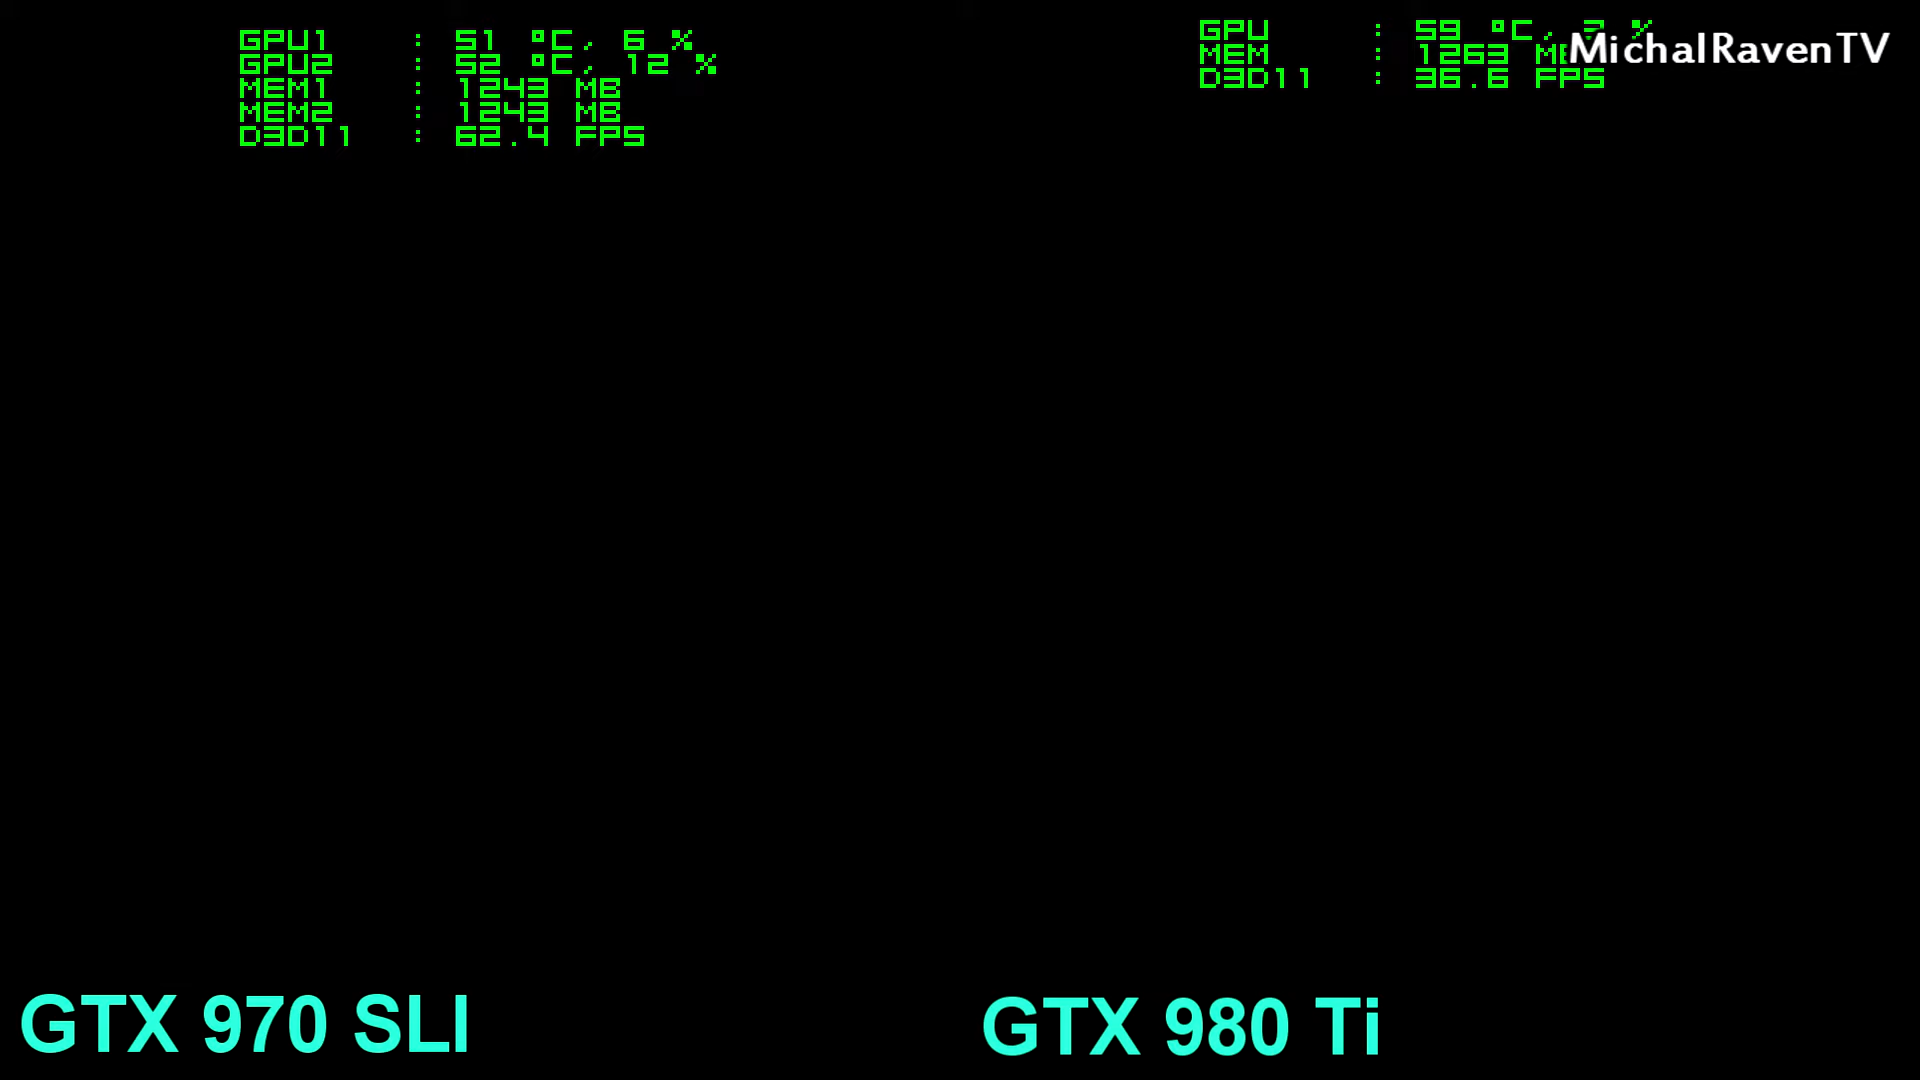 GPU1 : 51 °C, 6 %
GPU2 : 52 °C, 12 %
MEM1 : 1243 MB
MEM2 : 1243 MB
D3D11 : 62.4 FPS
GPU : 59 °C, %
MEM : 1263 MB
D3D11 : 36.6 FPS
MichalRavenTV
GTX 970 SLI
GTX 980 Ti